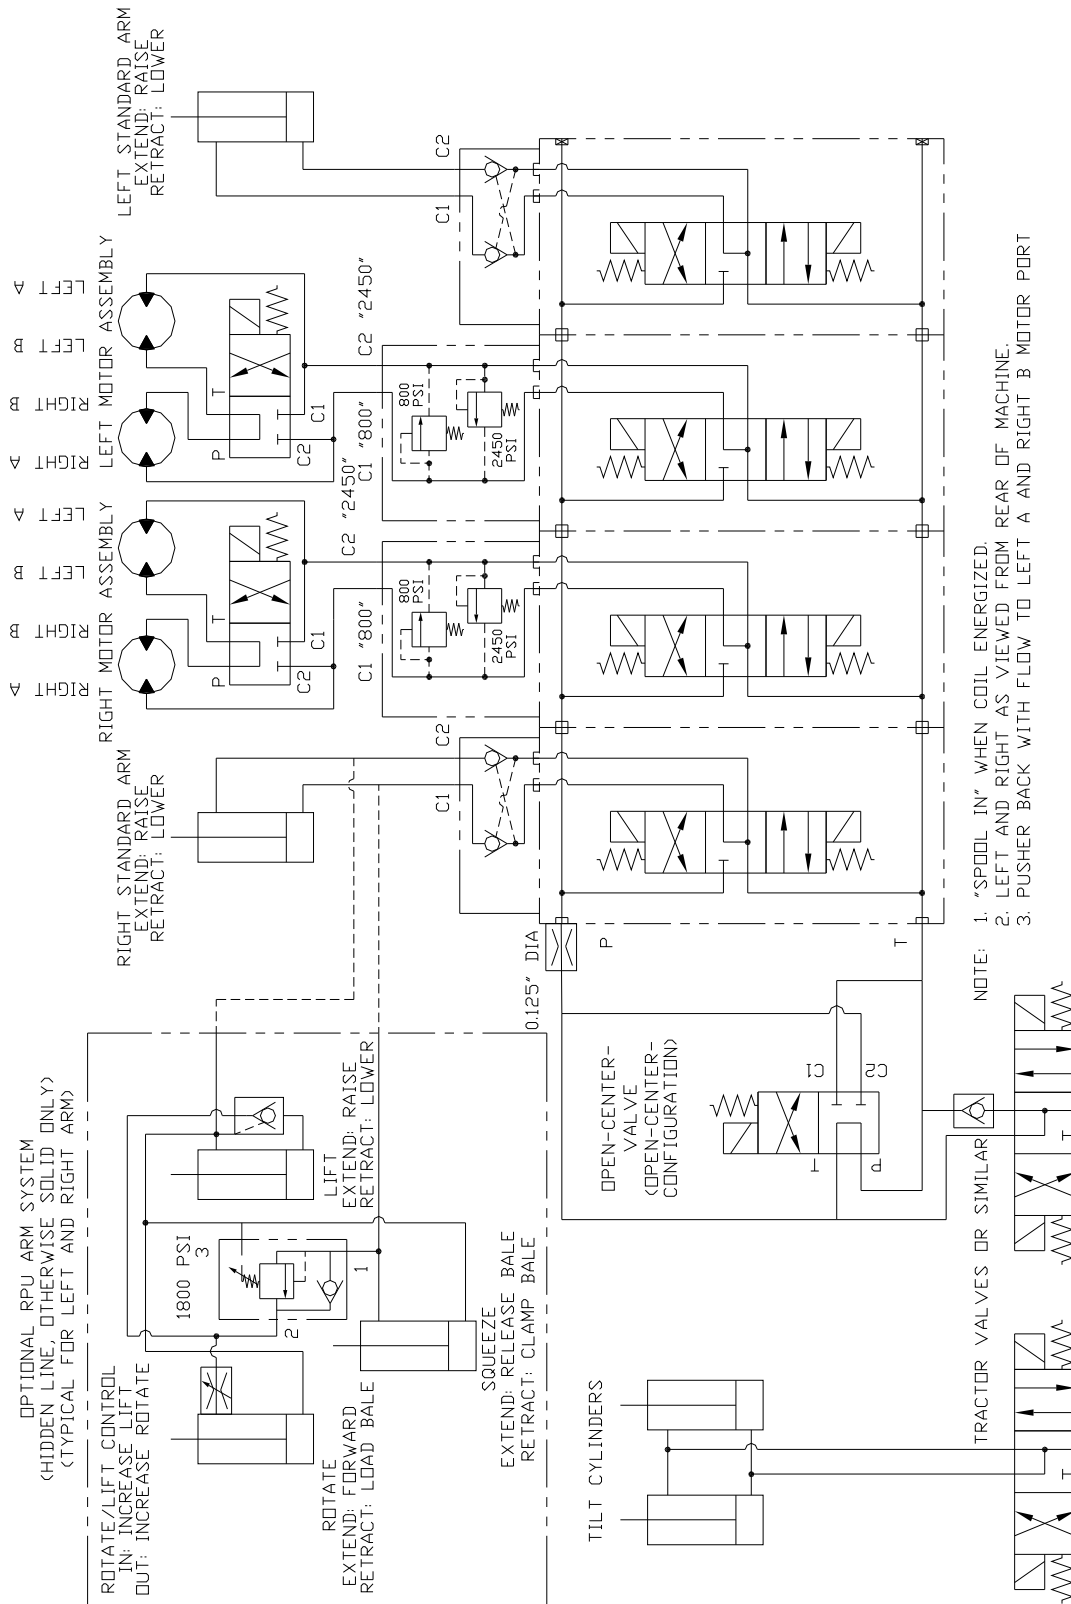 OPTIONAL RPU ARM SYSTEM
(HIDDEN LINE, OTHERWISE SOLID ONLY)
(TYPICAL FOR LEFT AND RIGHT ARM)
ROTATE/LIFT CONTROL
IN: INCREASE LIFT
OUT: INCREASE ROTATE
1800 PSI
3
2
1
ROTATE
EXTEND: FORWARD
RETRACT: LOAD BALE
LIFT
EXTEND: RAISE
RETRACT: LOWER
SQUEEZE
EXTEND: RELEASE BALE
RETRACT: CLAMP BALE
RIGHT STANDARD ARM
EXTEND: RAISE
RETRACT: LOWER
RIGHT A
RIGHT B
LEFT B
LEFT A
RIGHT MOTOR ASSEMBLY
P
T
C2
C1
RIGHT A
RIGHT B
LEFT B
LEFT A
LEFT MOTOR ASSEMBLY
P
T
C2
C1
LEFT STANDARD ARM
EXTEND: RAISE
RETRACT: LOWER
C1
C2
C1 "800"
C2 "2450"
800
PSI
2450
PSI
C1 "800"
C2 "2450"
800
PSI
2450
PSI
C1
C2
0.125" DIA
P
T
OPEN-CENTER-
VALVE
(OPEN-CENTER-
CONFIGURATION)
T
P
C1
C2
TILT CYLINDERS
TRACTOR VALVES OR SIMILAR
T
T
NOTE:
1. "SPOOL IN" WHEN COIL ENERGIZED.
2. LEFT AND RIGHT AS VIEWED FROM REAR OF MACHINE.
3. PUSHER BACK WITH FLOW TO LEFT A AND RIGHT B MOTOR PORT